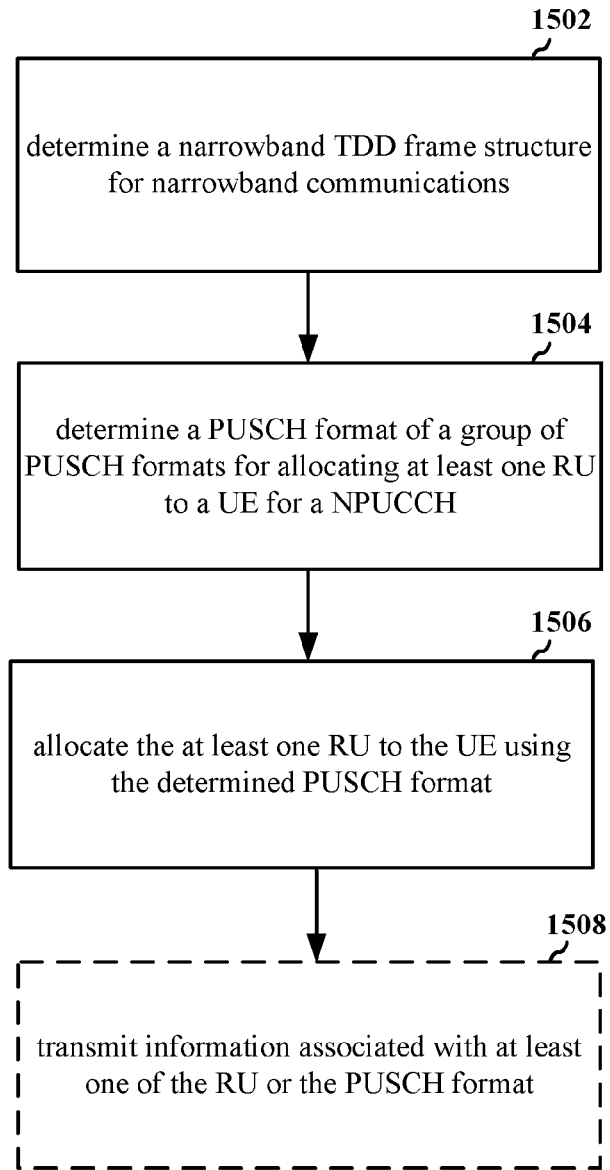 1502
determine a narrowband TDD frame structure
for narrowband communications
1504
determine a PUSCH format of a group of
PUSCH formats for allocating at least one RU
to a UE for a NPUCCH
1506
allocate the at least one RU to the UE using
the determined PUSCH format
1508
transmit information associated with at least
one of the RU or the PUSCH format